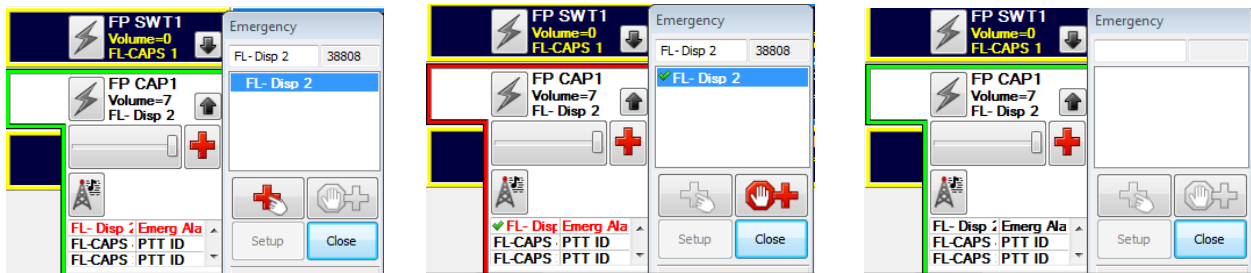 FP SWT1
Volume=0
FL-CAPS 1
FP CAP1
Volume=7
FL- Disp 2
FL- Disp 2 Emerg Ala
FL-CAPS PTT ID
FL-CAPS PTT ID
Emergency
FL- Disp 2 38808
FL- Disp 2
Setup Close
FP SWT1
Volume=0
FL-CAPS 1
FP CAP1
Volume=7
FL- Disp 2
FL- Disp Emerg Ala
FL-CAPS PTT ID
FL-CAPS PTT ID
Emergency
FL- Disp 2 38808
FL- Disp 2
Setup Close
FP SWT1
Volume=0
FL-CAPS 1
FP CAP1
Volume=7
FL- Disp 2
FL- Disp 2 Emerg Ala
FL-CAPS PTT ID
FL-CAPS PTT ID
Emergency
Setup Close